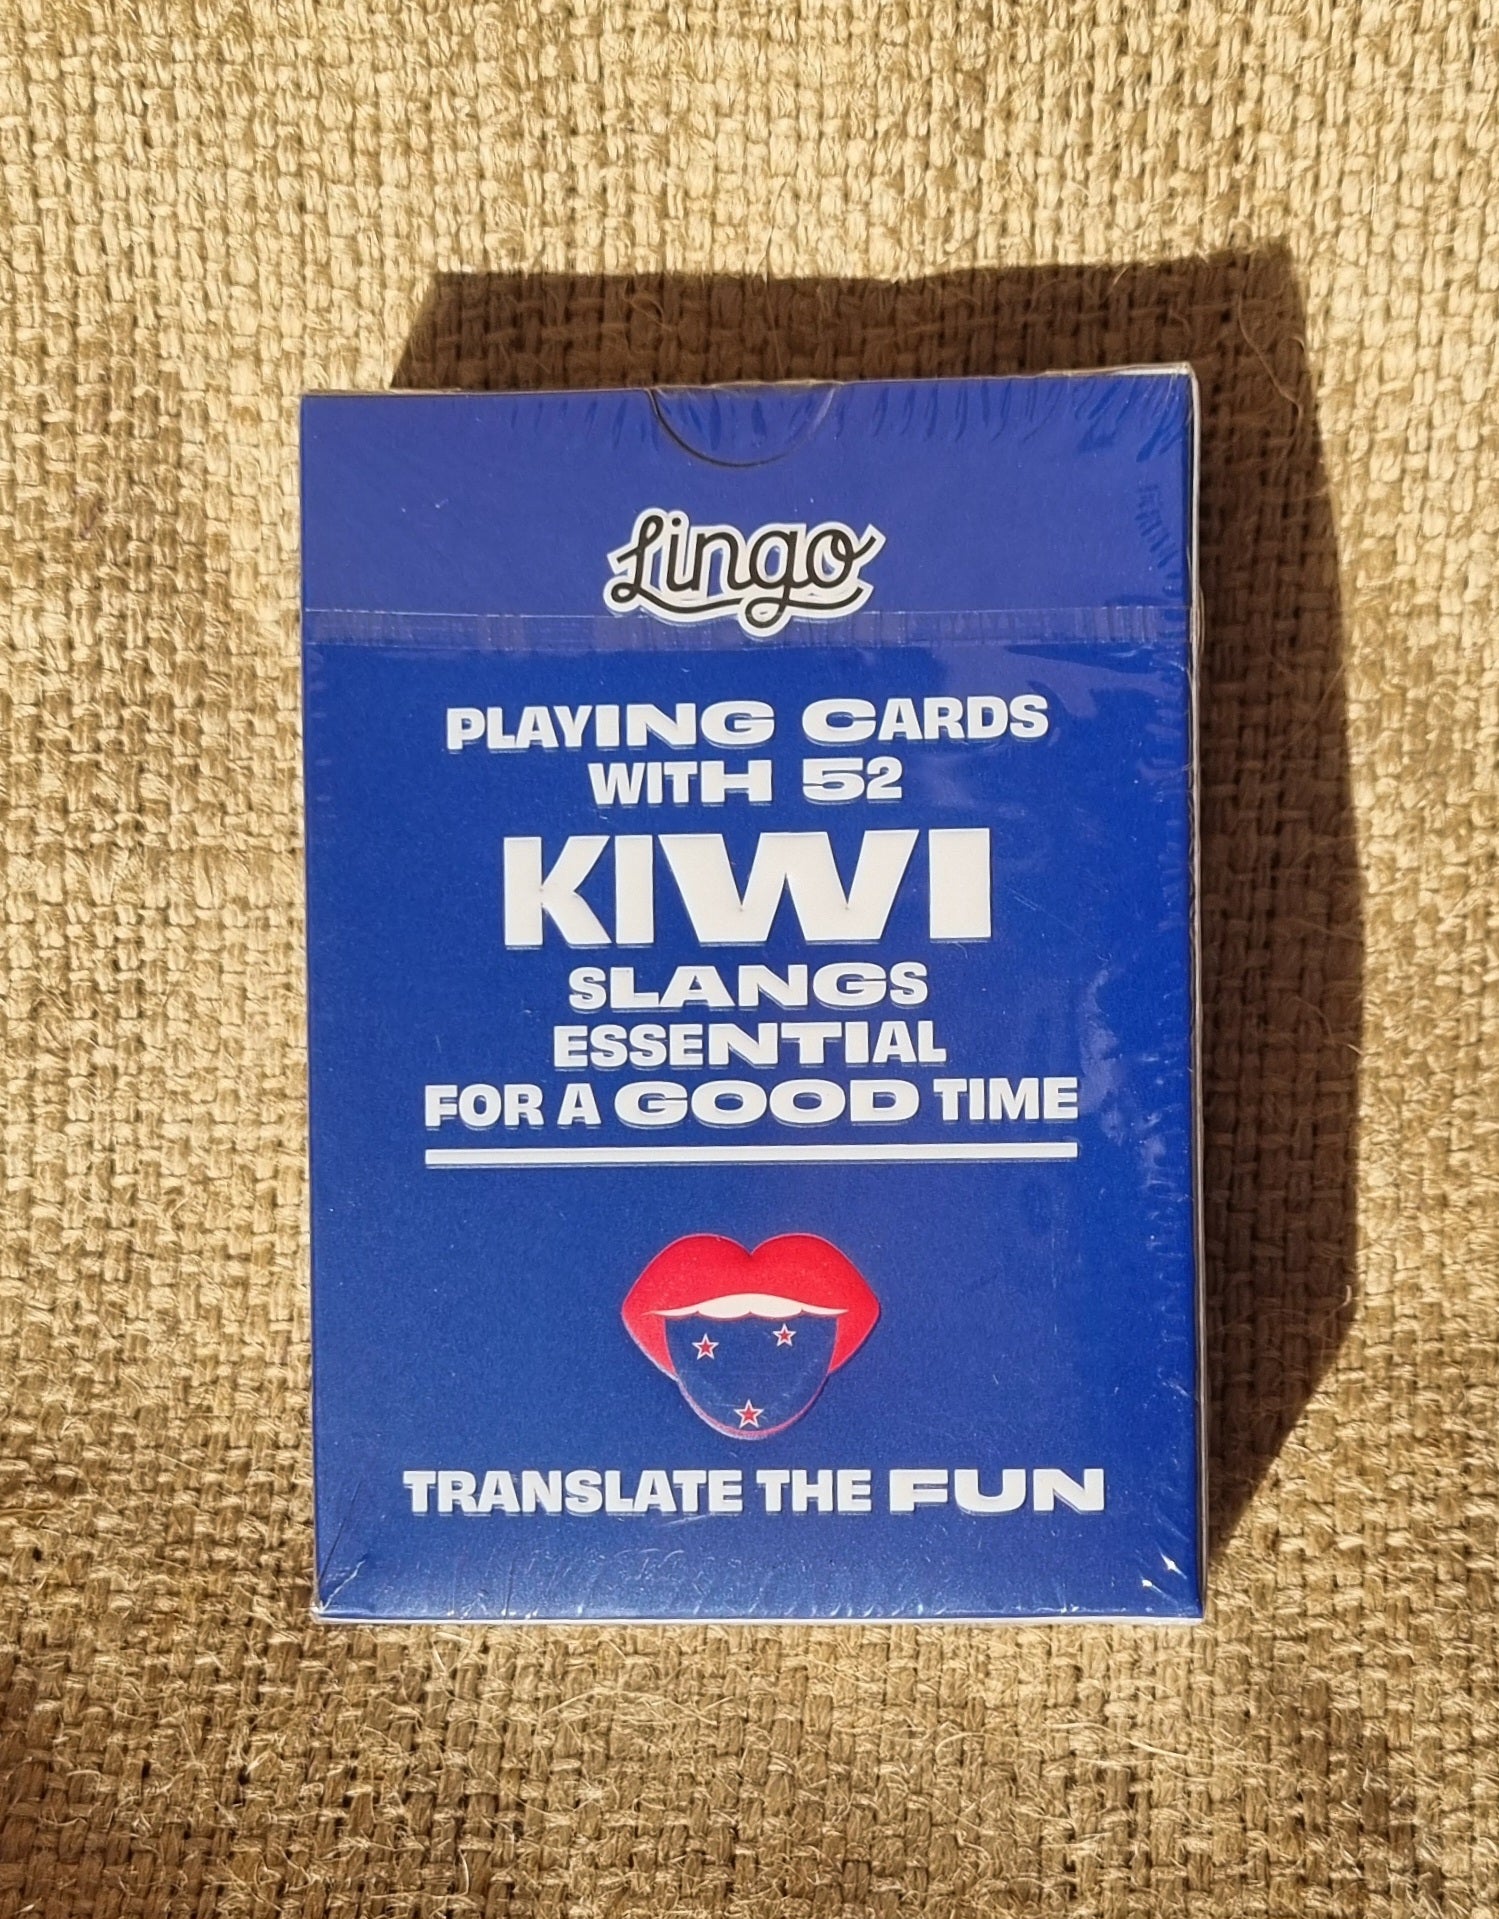 Lingo
PLAYING CARDS
WITH 52
KIWI
SLANGS
ESSENTIAL
FOR A GOOD TIME
TRANSLATE THE FUN